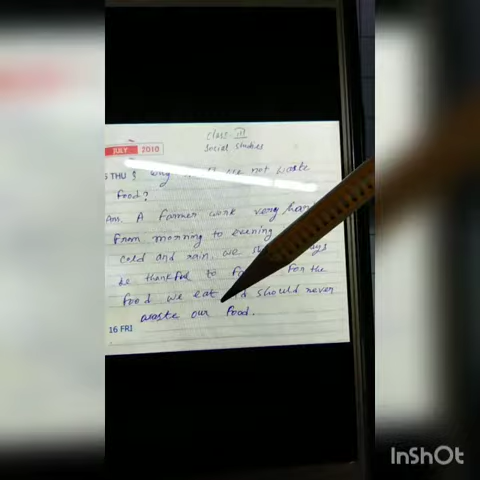 Class III
Social Studies
JULY 2010
THU
why not waste
food?
Ans. A farmer work very
From morning to evening
cold and rain, we
be thankful to for the
food we eat should never
waste our food.
16 FRI
InShOt